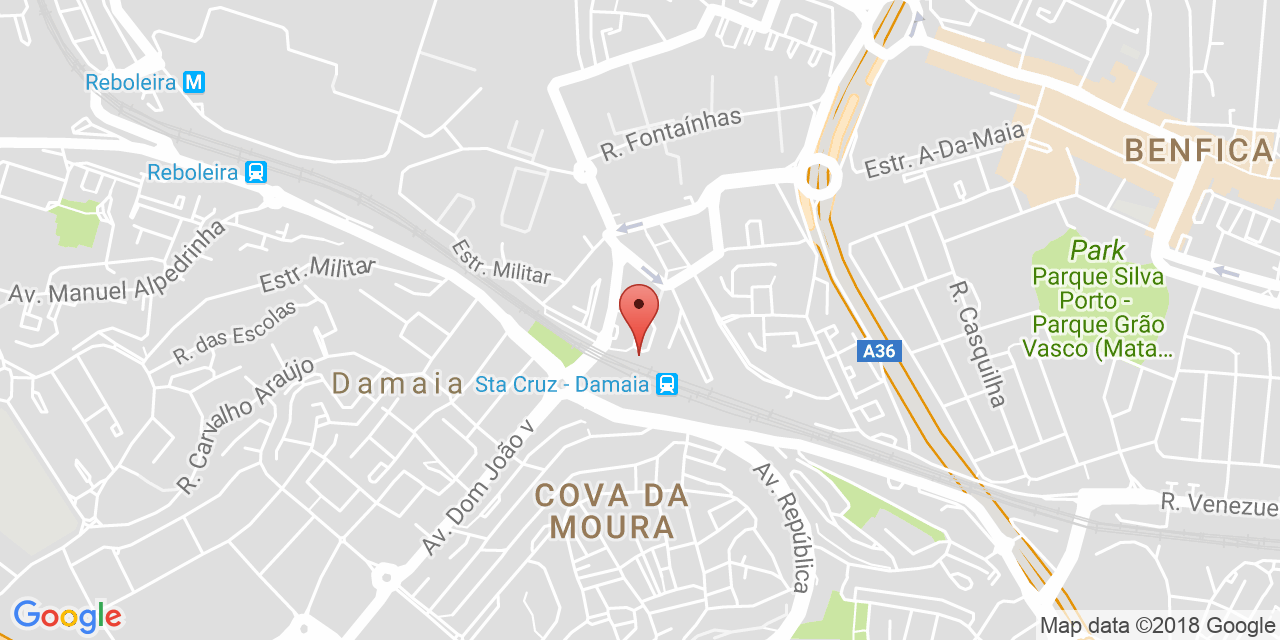 Reboleira M
R. Fontaínhas
Estr. A-Da-Maia
BENFICA
Reboleira
Estr. Militar
Estr. Militar
Av. Manuel Alpedrinha
Park
Parque Silva
Porto -
Parque Grão
Vasco (Mata...
R. Casquilha
R. das Escolas
A36
R. Carvalho Araújo
Damaia
Sta Cruz - Damaia
Av. Dom João v
COVA DA
MOURA
Av. República
R. Venezue
Google
Map data ©2018 Google